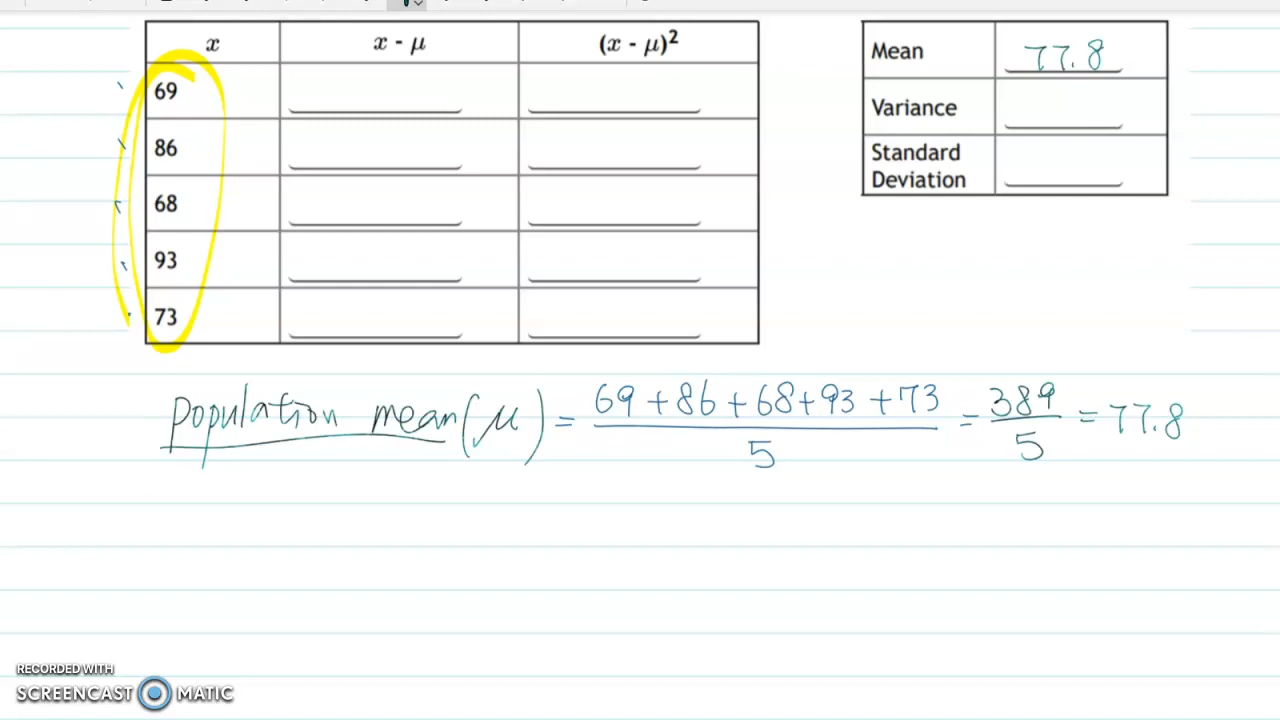 x x - μ (x - μ)²
69
86
68
93
73
Mean 77.8
Variance
Standard
Deviation
population mean (μ) = 69 + 86 + 68 + 93 + 73 / 5 = 389 / 5 = 77.8
RECORDED WITH
SCREENCAST MATIC